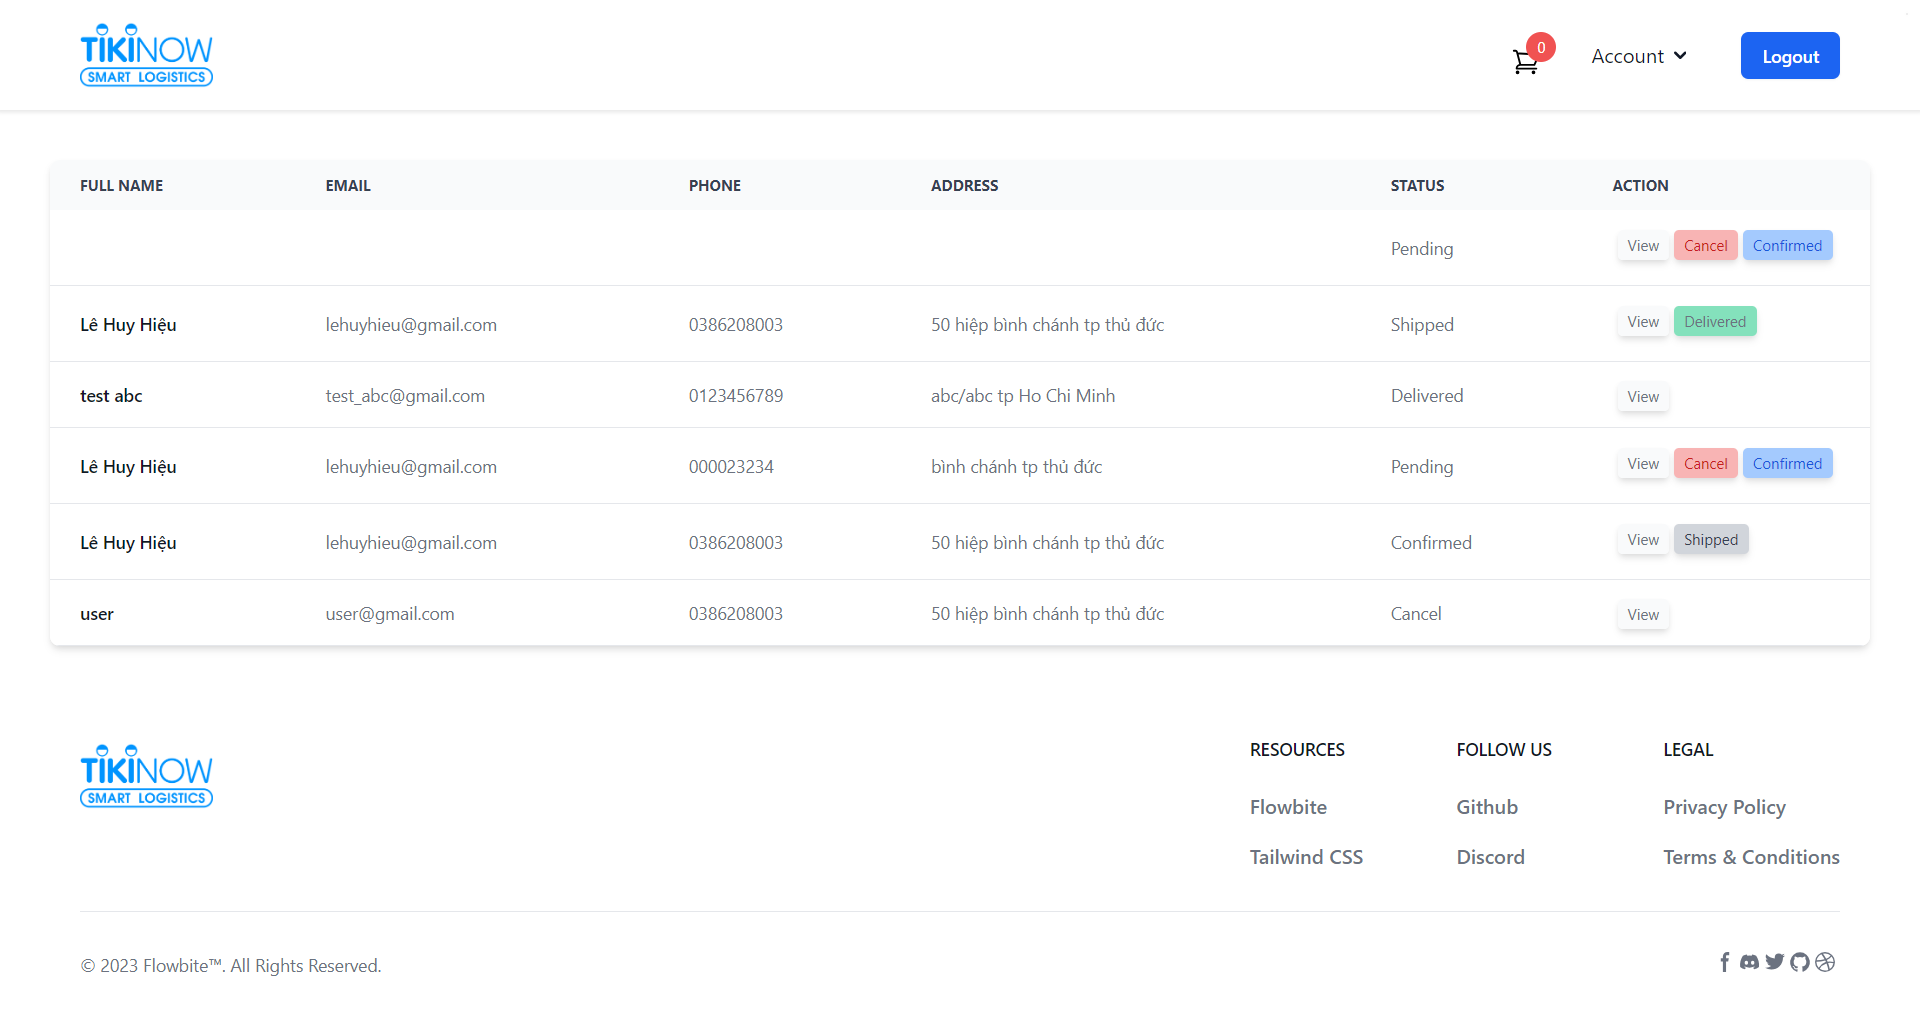 TIKINOW
SMART LOGISTICS
0
Account
Logout
FULL NAME EMAIL PHONE ADDRESS STATUS ACTION
Pending View Cancel Confirmed
Lê Huy Hiệu lehuyhieu@gmail.com 0386208003 50 hiệp bình chánh tp thủ đức Shipped View Delivered
test abc test_abc@gmail.com 0123456789 abc/abc tp Ho Chi Minh Delivered View
Lê Huy Hiệu lehuyhieu@gmail.com 000023234 bình chánh tp thủ đức Pending View Cancel Confirmed
Lê Huy Hiệu lehuyhieu@gmail.com 0386208003 50 hiệp bình chánh tp thủ đức Confirmed View Shipped
user user@gmail.com 0386208003 50 hiệp bình chánh tp thủ đức Cancel View
TIKINOW
SMART LOGISTICS
RESOURCES FOLLOW US LEGAL
Flowbite Github Privacy Policy
Tailwind CSS Discord Terms & Conditions
© 2023 Flowbite™. All Rights Reserved.